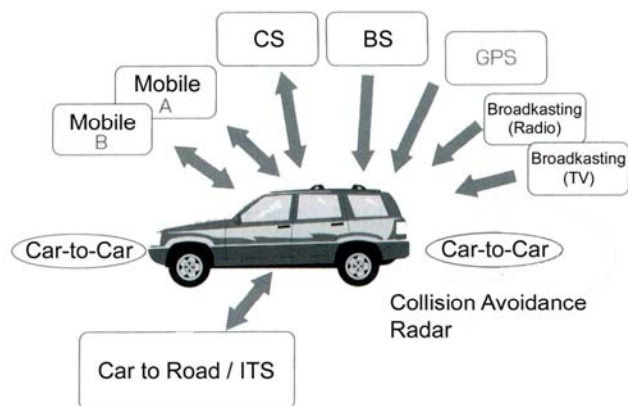 CS
BS
GPS
Mobile
A
Mobile
B
Broadkasting
(Radio)
Broadkasting
(TV)
Car-to-Car
Car-to-Car
Collision Avoidance
Radar
Car to Road / ITS